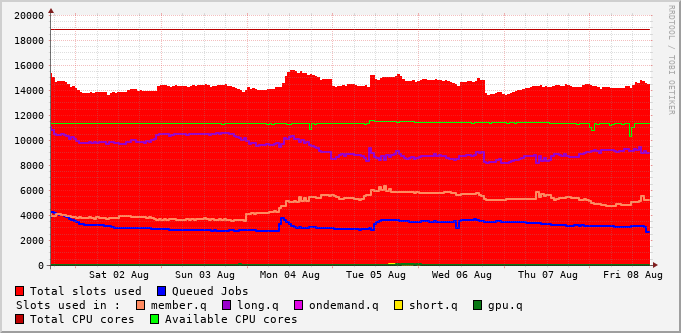 20000
18000
16000
14000
12000
10000
8000
6000
4000
2000
0
Sat 02 Aug Sun 03 Aug Mon 04 Aug Tue 05 Aug Wed 06 Aug Thu 07 Aug Fri 08 Aug
Total slots used Queued Jobs
Slots used in : member.q long.q ondemand.q short.q gpu.q
Total CPU cores Available CPU cores
RRDTOOL / TOBI OETIKER